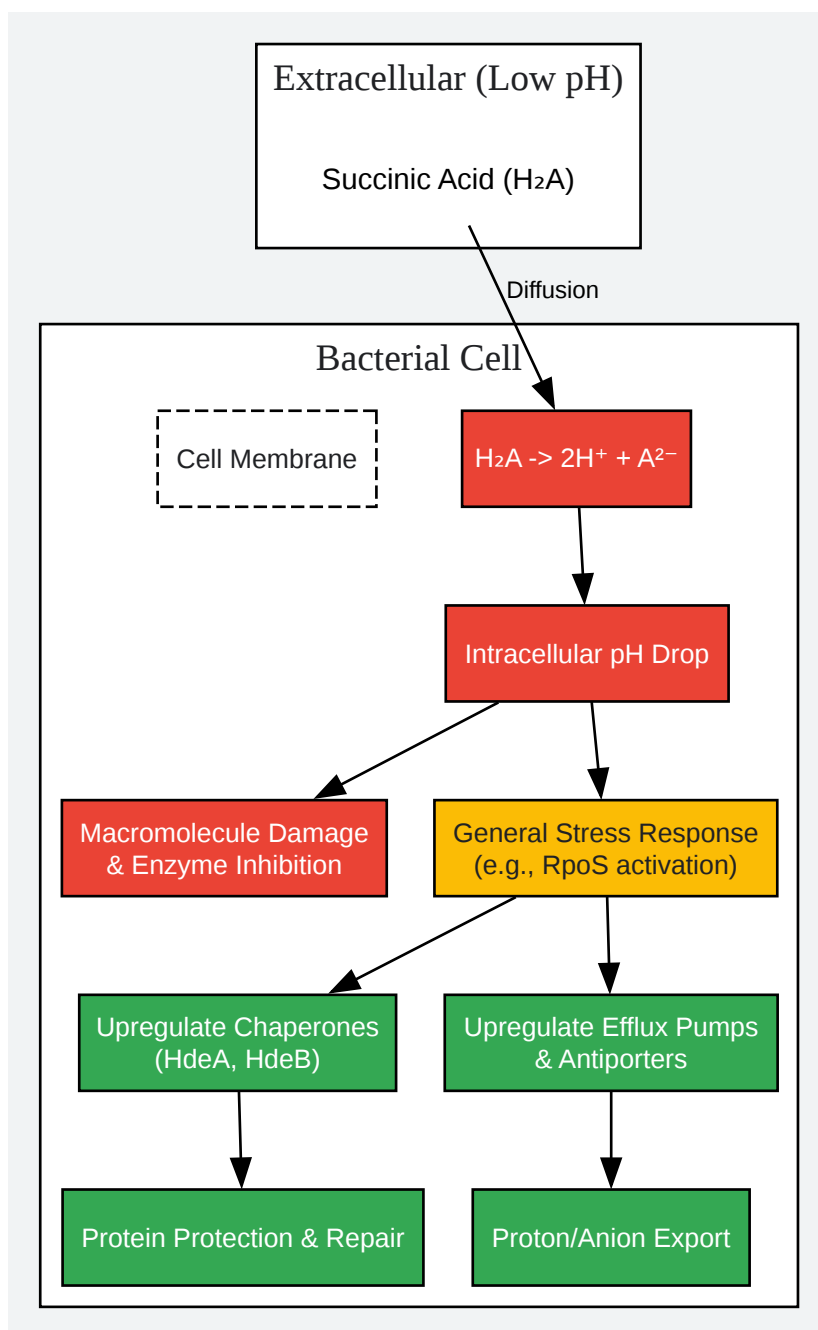 Extracellular (Low pH)
Succinic Acid (H₂A)
Diffusion
Bacterial Cell
Cell Membrane
H₂A -> 2H⁺ + A²⁻
Intracellular pH Drop
Macromolecule Damage
& Enzyme Inhibition
General Stress Response
(e.g., RpoS activation)
Upregulate Chaperones
(HdeA, HdeB)
Upregulate Efflux Pumps
& Antiporters
Protein Protection & Repair
Proton/Anion Export